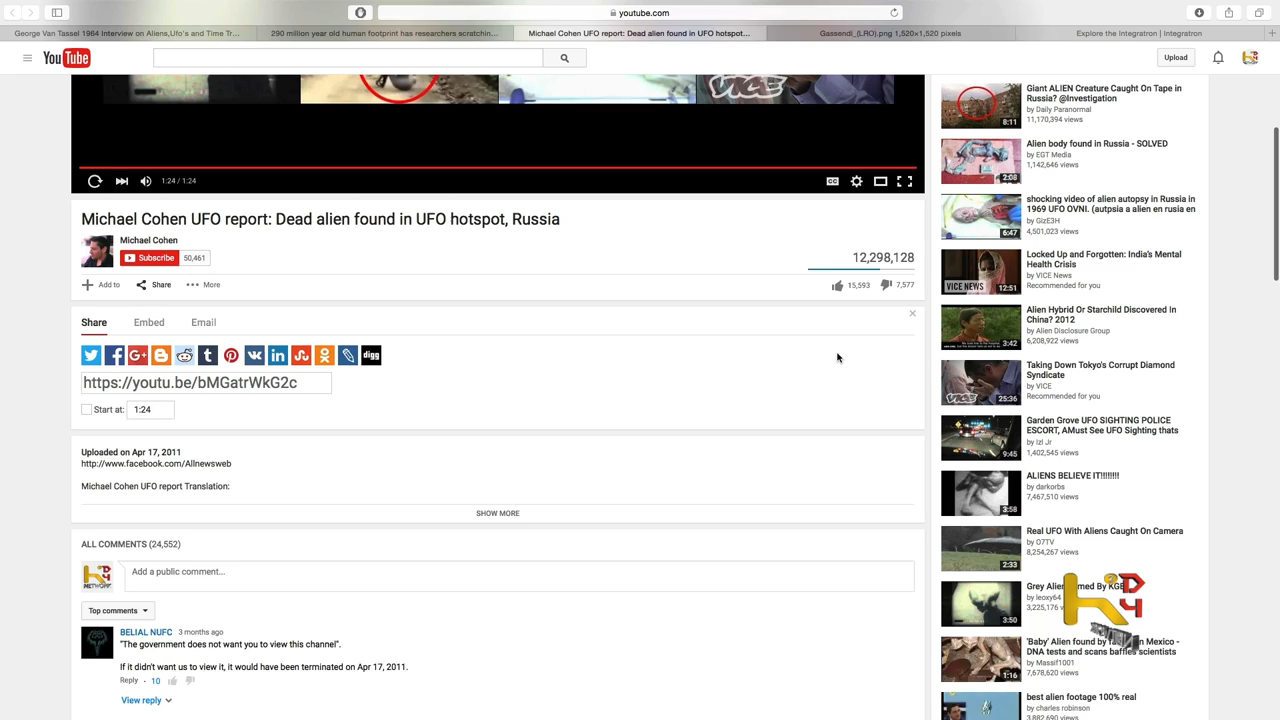 youtube.com
George Van Tassel 1964 Interview on Aliens,Ufo's and Time Tr...
290 million year old human footprint has researchers scratchin...
Michael Cohen UFO report: Dead alien found in UFO hotspot...
Gassendi_(LRO).png 1,520×1,520 pixels
Explore the Integratron | Integratron
YouTube
Upload
VICE
1:24 / 1:24
CC
Michael Cohen UFO report: Dead alien found in UFO hotspot, Russia
Michael Cohen
Subscribe 50,461
12,298,128
Add to Share More
15,593 7,577
Share Embed Email
digg
https://youtu.be/bMGatrWkG2c
Start at: 1:24
Uploaded on Apr 17, 2011
http://www.facebook.com/Allnewsweb
Michael Cohen UFO report Translation:
SHOW MORE
ALL COMMENTS (24,552)
Add a public comment...
Top comments
BELIAL NUFC 3 months ago
"The government does not want you to view this channel!".
If it didn't want us to view it, it would have been terminated on Apr 17, 2011.
Reply · 10
View reply
Giant ALIEN Creature Caught On Tape in
Russia? @Investigation
by Daily Paranormal
11,170,394 views
8:11
Alien body found in Russia - SOLVED
by EGT Media
1,142,646 views
2:08
shocking video of alien autopsy in Russia in
1969 UFO OVNI. (autpsia a alien en rusia en
by GizE3H
4,501,023 views
6:47
Locked Up and Forgotten: India's Mental
Health Crisis
by VICE News
Recommended for you
VICE NEWS
12:51
Alien Hybrid Or Starchild Discovered In
China? 2012
by Alien Disclosure Group
6,208,922 views
3:42
Taking Down Tokyo's Corrupt Diamond
Syndicate
by VICE
Recommended for you
VICE
25:36
Garden Grove UFO SIGHTING POLICE
ESCORT, AMust See UFO Sighting thats
by Izl Jr
1,402,545 views
9:45
ALIENS BELIEVE IT!!!!!!!!
by darkorbs
7,467,510 views
3:58
Real UFO With Aliens Caught On Camera
by O7TV
8,254,267 views
2:33
Grey Alien
by leoxy64
3,225,176
3:50
'Baby' Alien found by in Mexico -
DNA tests and scans baffles scientists
by Massif1001
7,678,620 views
1:16
best alien footage 100% real
by charles robinson
3,882,690 views